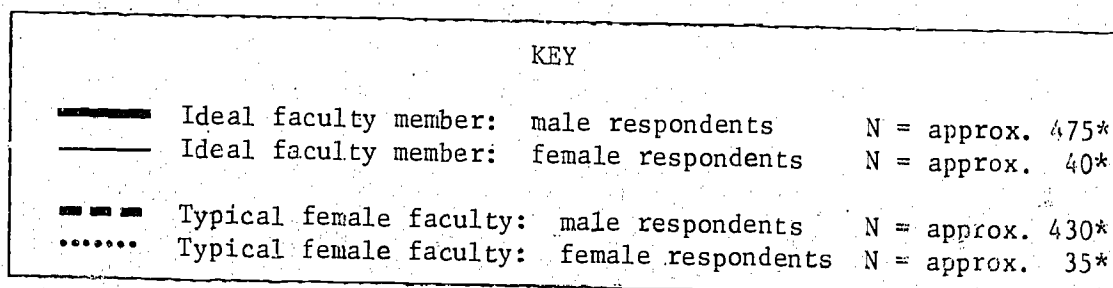 KEY
Ideal faculty member: male respondents N = approx. 475*
Ideal faculty member: female respondents N = approx. 40*
Typical female faculty: male respondents N = approx. 430*
Typical female faculty: female respondents N = approx. 35*